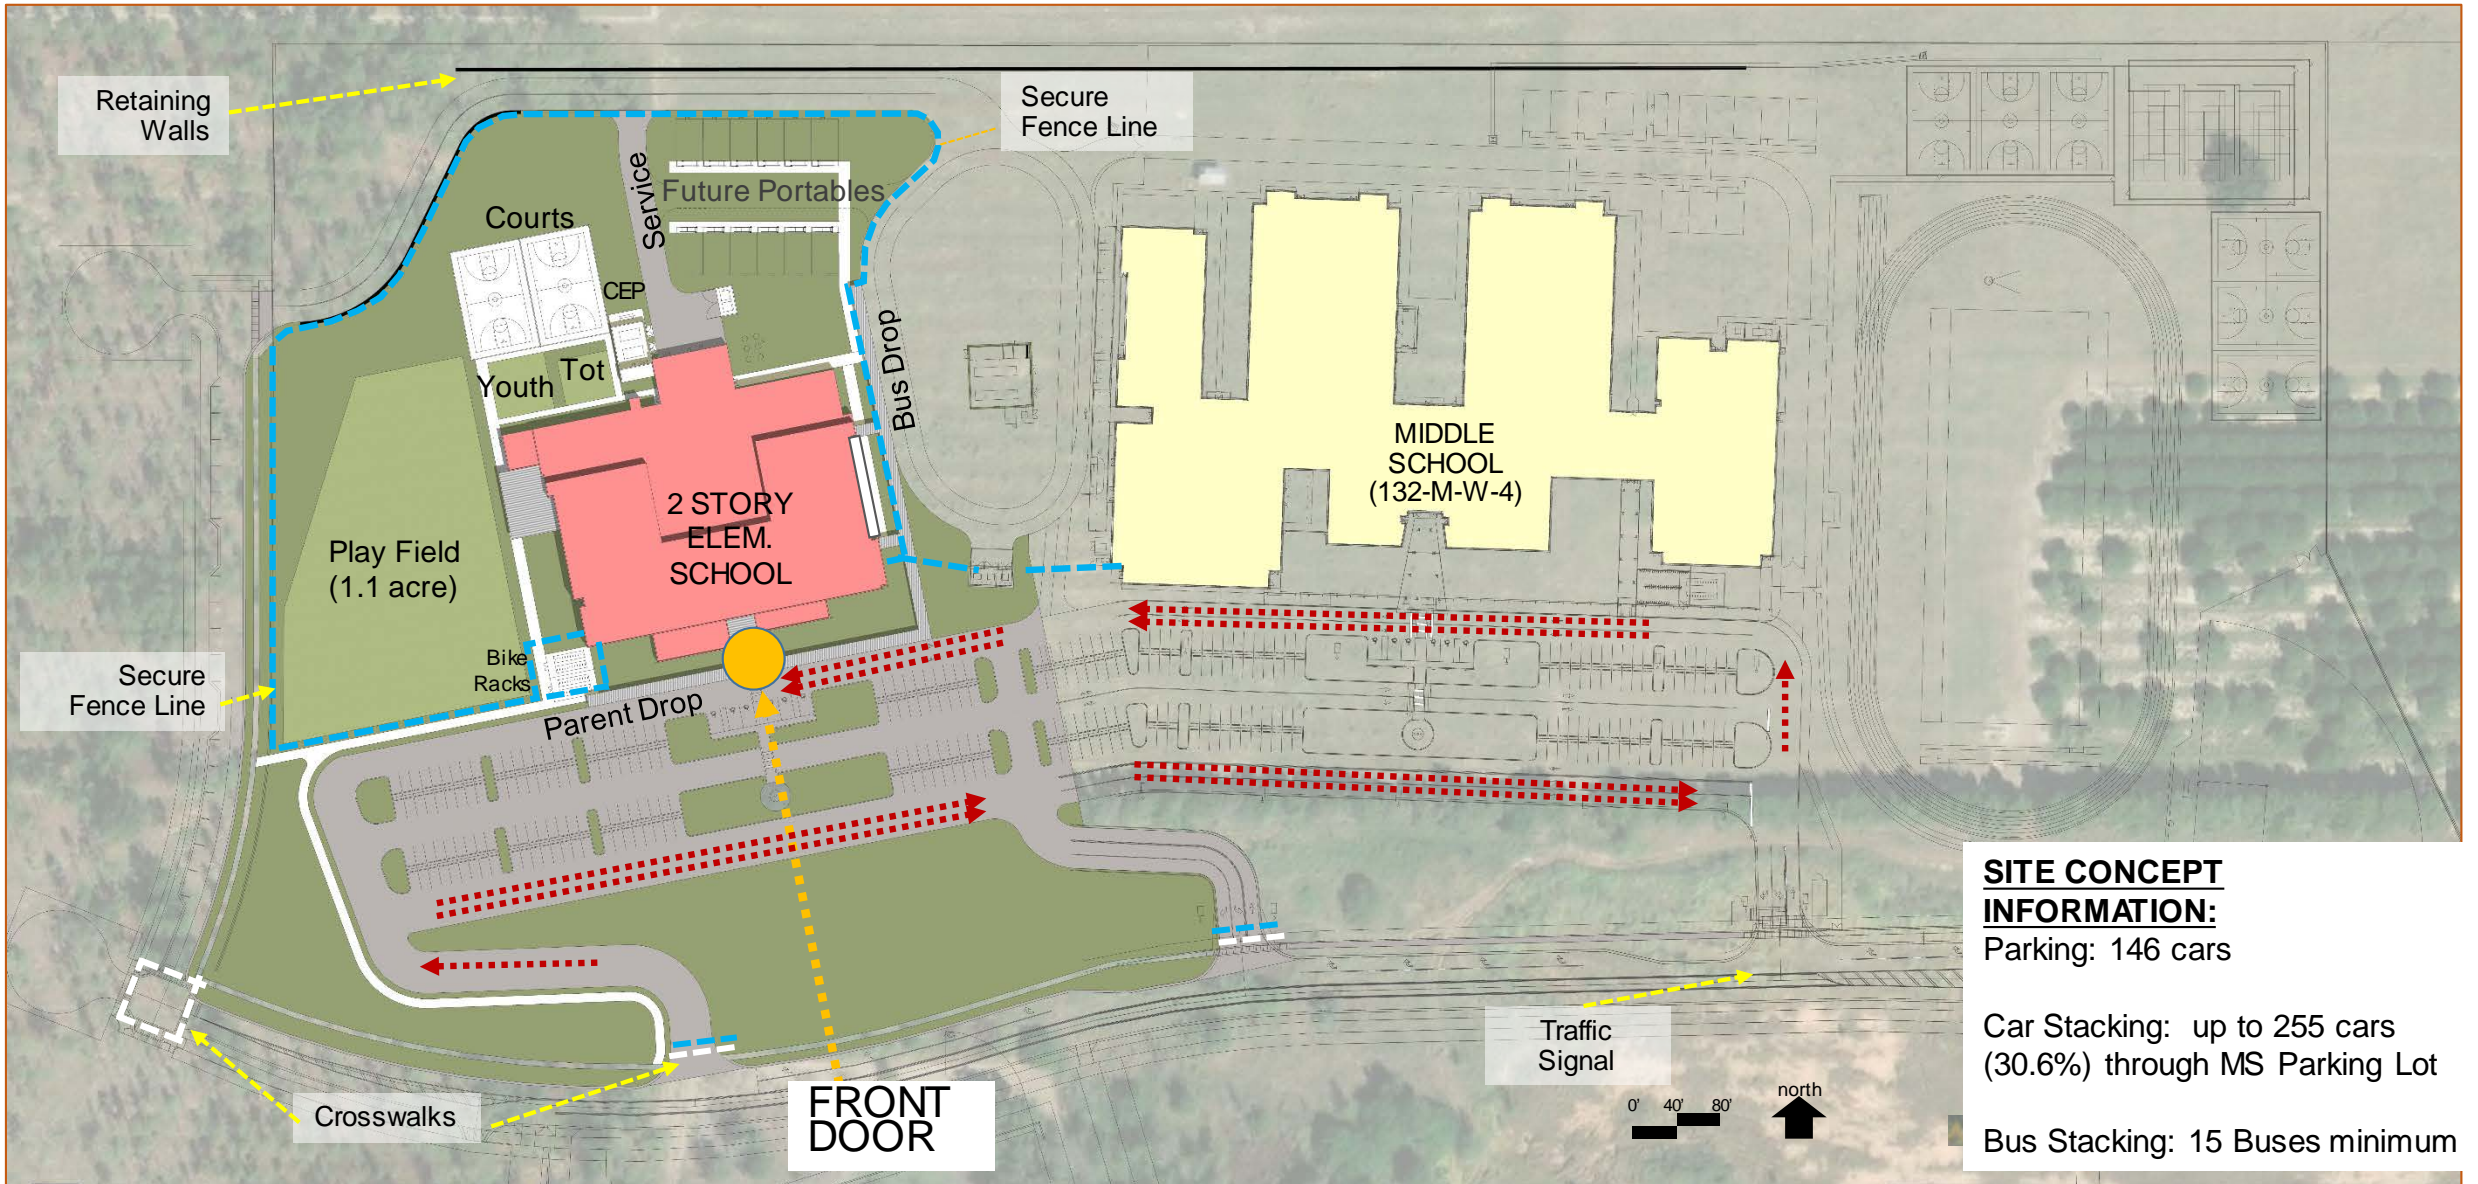 Retaining
Walls
Secure
Fence Line
Service
Future Portables
Courts
CEP
Bus Drop
Youth
Tot
MIDDLE
SCHOOL
(132-M-W-4)
2 STORY
ELEM.
SCHOOL
Play Field
(1.1 acre)
Bike
Racks
Secure
Fence Line
Parent Drop
SITE CONCEPT
INFORMATION:
Parking: 146 cars
Car Stacking: up to 255 cars
(30.6%) through MS Parking Lot
Bus Stacking: 15 Buses minimum
Traffic
Signal
north
0' 40' 80'
Crosswalks
FRONT
DOOR